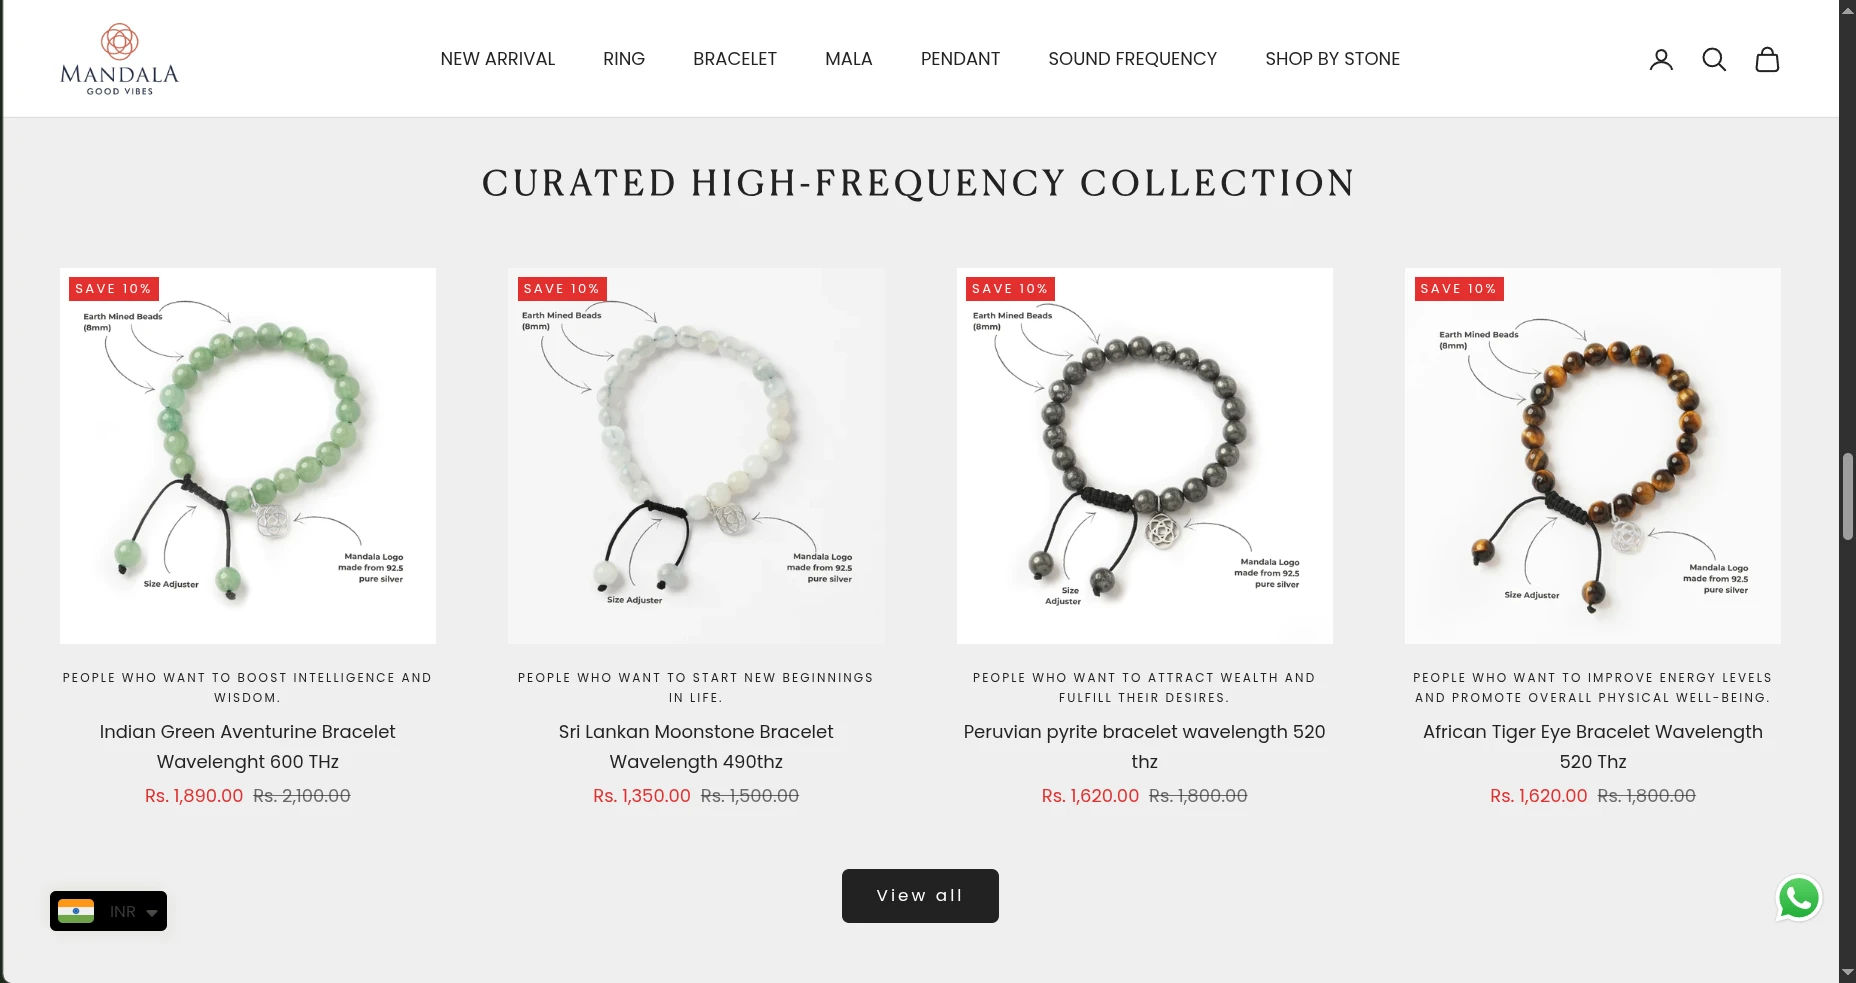 MANDALA
GOOD VIBES
NEW ARRIVAL
RING
BRACELET
MALA
PENDANT
SOUND FREQUENCY
SHOP BY STONE
CURATED HIGH-FREQUENCY COLLECTION
SAVE 10%
Earth Mined Beads
(8mm)
Size Adjuster
Mandala Logo
made from 92.5
pure silver
PEOPLE WHO WANT TO BOOST INTELLIGENCE AND
WISDOM.
Indian Green Aventurine Bracelet
Wavelenght 600 THz
Rs. 1,890.00 Rs. 2,100.00
SAVE 10%
Earth Mined Beads
(8mm)
Size Adjuster
Mandala Logo
made from 92.5
pure silver
PEOPLE WHO WANT TO START NEW BEGINNINGS
IN LIFE.
Sri Lankan Moonstone Bracelet
Wavelength 490thz
Rs. 1,350.00 Rs. 1,500.00
SAVE 10%
Earth Mined Beads
(8mm)
Size
Adjuster
Mandala Logo
made from 92.5
pure silver
PEOPLE WHO WANT TO ATTRACT WEALTH AND
FULFILL THEIR DESIRES.
Peruvian pyrite bracelet wavelength 520
thz
Rs. 1,620.00 Rs. 1,800.00
SAVE 10%
Earth Mined Beads
(8mm)
Size Adjuster
Mandala Logo
made from 92.5
pure silver
PEOPLE WHO WANT TO IMPROVE ENERGY LEVELS
AND PROMOTE OVERALL PHYSICAL WELL-BEING.
African Tiger Eye Bracelet Wavelength
520 Thz
Rs. 1,620.00 Rs. 1,800.00
View all
INR